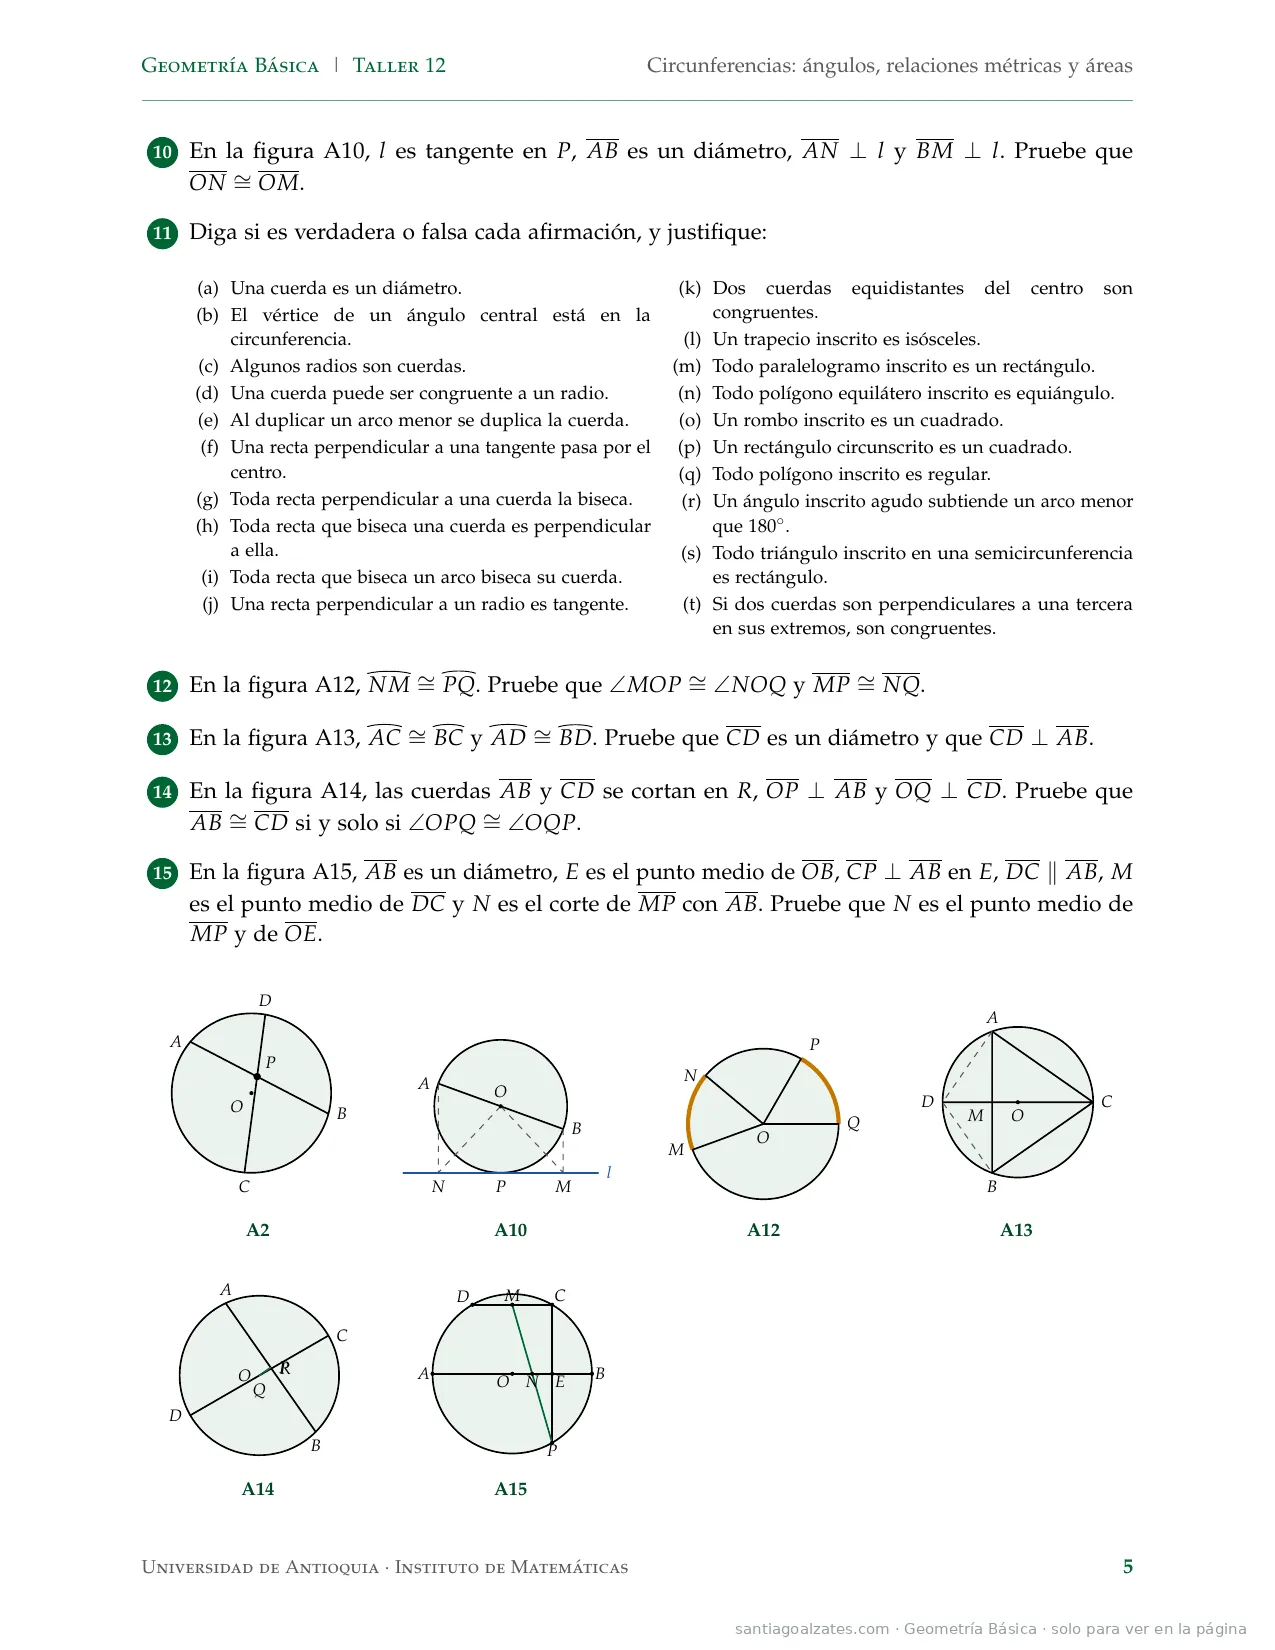 Geometría Básica | Taller 12
Circunferencias: ángulos, relaciones métricas y áreas
10 En la figura A10, l es tangente en P, AB es un diámetro, AN ⊥ l y BM ⊥ l. Pruebe que
ON ≅ OM.
11 Diga si es verdadera o falsa cada afirmación, y justifique:
(a) Una cuerda es un diámetro.
(b) El vértice de un ángulo central está en la
circunferencia.
(c) Algunos radios son cuerdas.
(d) Una cuerda puede ser congruente a un radio.
(e) Al duplicar un arco menor se duplica la cuerda.
(f) Una recta perpendicular a una tangente pasa por el
centro.
(g) Toda recta perpendicular a una cuerda la biseca.
(h) Toda recta que biseca una cuerda es perpendicular
a ella.
(i) Toda recta que biseca un arco biseca su cuerda.
(j) Una recta perpendicular a un radio es tangente.
(k) Dos cuerdas equidistantes del centro son
congruentes.
(l) Un trapecio inscrito es isósceles.
(m) Todo paralelogramo inscrito es un rectángulo.
(n) Todo polígono equilátero inscrito es equiángulo.
(o) Un rombo inscrito es un cuadrado.
(p) Un rectángulo circunscrito es un cuadrado.
(q) Todo polígono inscrito es regular.
(r) Un ángulo inscrito agudo subtiende un arco menor
que 180°.
(s) Todo triángulo inscrito en una semicircunferencia
es rectángulo.
(t) Si dos cuerdas son perpendiculares a una tercera
en sus extremos, son congruentes.
12 En la figura A12, NM ≅ PQ. Pruebe que ∠MOP ≅ ∠NOQ y MP ≅ NQ.
13 En la figura A13, AC ≅ BC y AD ≅ BD. Pruebe que CD es un diámetro y que CD ⊥ AB.
14 En la figura A14, las cuerdas AB y CD se cortan en R, OP ⊥ AB y OQ ⊥ CD. Pruebe que
AB ≅ CD si y solo si ∠OPQ ≅ ∠OQP.
15 En la figura A15, AB es un diámetro, E es el punto medio de OB, CP ⊥ AB en E, DC ∥ AB, M
es el punto medio de DC y N es el corte de MP con AB. Pruebe que N es el punto medio de
MP y de OE.
D
A
P
O
B
C
A2
A
O
B
l
N P M
A10
P
N
Q
O
M
A12
A
D M O C
B
A13
A
C
O R
Q
D
B
A14
D M C
A O N E B
P
A15
Universidad de Antioquia · Instituto de Matemáticas
5
santiagoalzates.com · Geometría Básica · solo para ver en la página